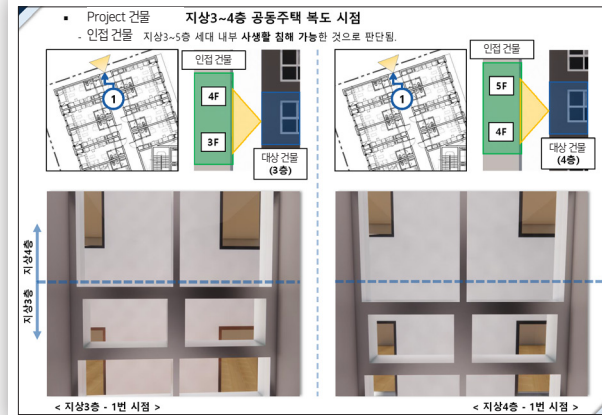 ▪ Project 건물 지상3~4층 공동주택 복도 시점
- 인접 건물 지상3~5층 세대 내부 사생활 침해 가능한 것으로 판단됨.
인접 건물
1
4F
3F
대상 건물
(3층)
인접 건물
1
5F
4F
대상 건물
(4층)
지상4층
지상3층
< 지상3층 - 1번 시점 >
< 지상4층 - 1번 시점 >